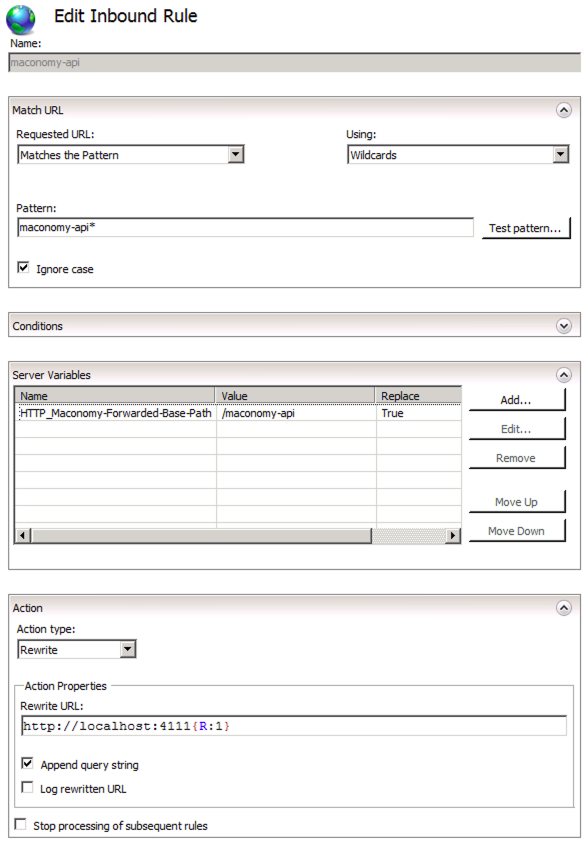 Edit Inbound Rule
Name:
maconomy-api
Match URL
Requested URL: Using:
Matches the Pattern Wildcards
Pattern:
maconomy-api* Test pattern...
Ignore case
Conditions
Server Variables
Name Value Replace Add...
HTTP_Maconomy-Forwarded-Base-Path /maconomy-api True
Edit...
Remove
Move Up
Move Down
Action
Action type:
Rewrite
Action Properties
Rewrite URL:
http://localhost:4111{R:1}
Append query string
Log rewritten URL
Stop processing of subsequent rules